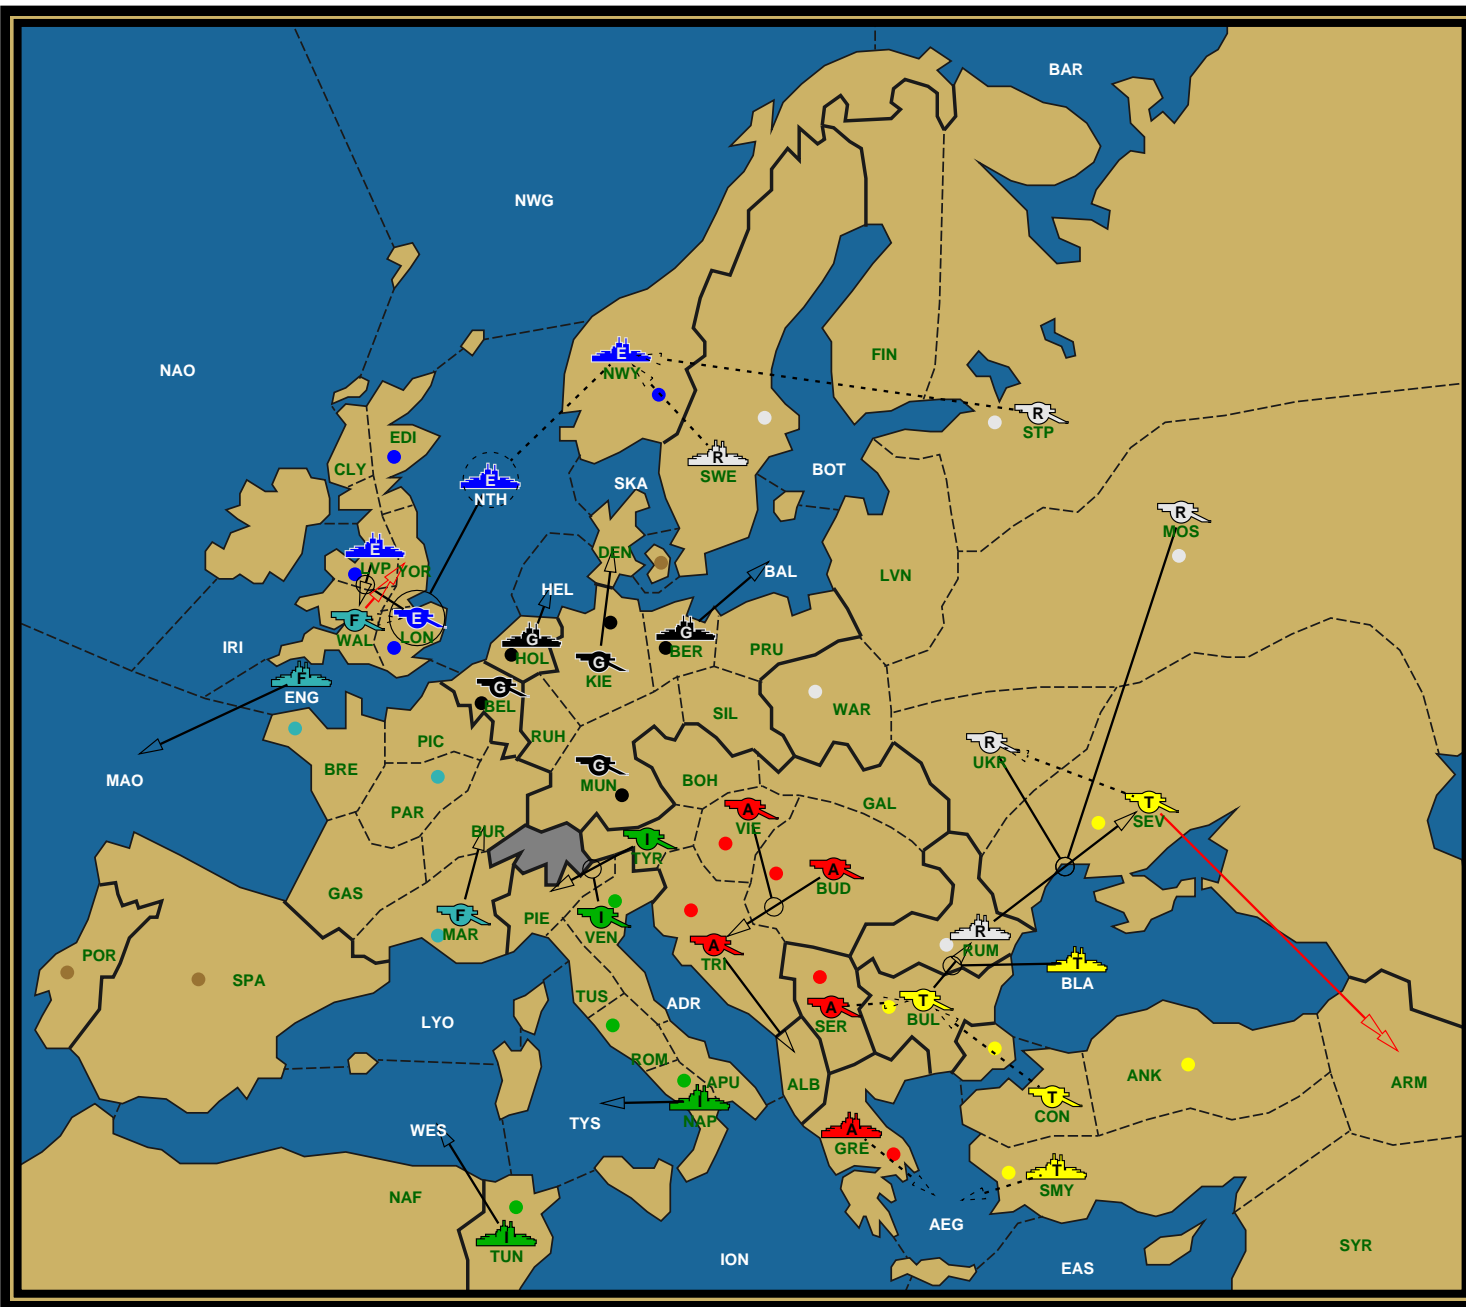 BAR
NWG
NAO
FIN
E
NWY
R
STP
EDI
CLY
R
SWE
BOT
SKA
E
NTH
R
MOS
E
LVP
YOR
DEN
HEL
BAL
LVN
F
WAL
E
LON
IRI
G
HOL
G
BER
G
KIE
PRU
F
ENG
G
BEL
SIL
WAR
RUH
PIC
R
UKR
BRE
MAO
G
MUN
BOH
PAR
GAL
A
VIE
T
SEV
BUR
I
TYR
A
BUD
GAS
F
MAR
PIE
I
VEN
A
TRI
R
RUM
POR
SPA
T
BLA
TUS
ADR
A
SER
T
BUL
LYO
ROM
APU
ALB
ANK
ARM
T
CON
I
NAP
TYS
WES
A
GRE
T
SMY
NAF
AEG
I
TUN
ION
EAS
SYR